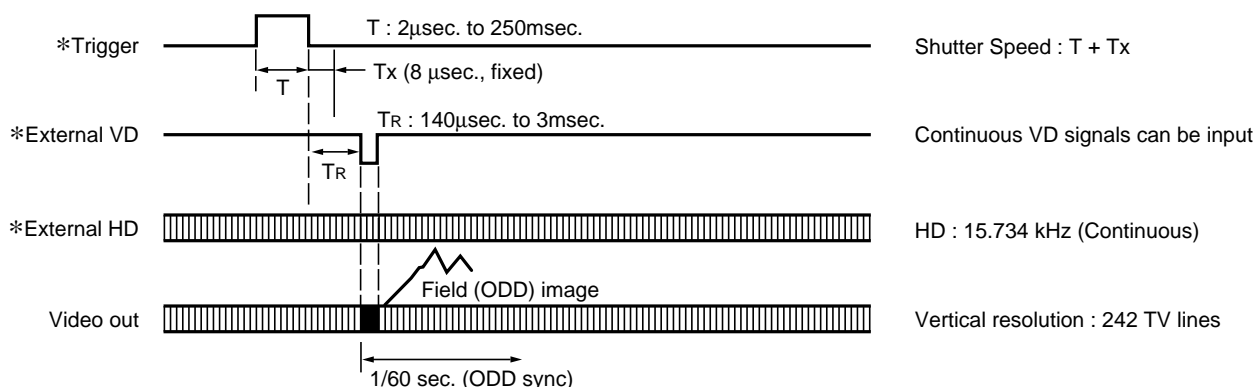 T : 2μsec. to 250msec.
*Trigger
Shutter Speed : T + Tx
Tx (8 μsec., fixed)
T
TR : 140μsec. to 3msec.
*External VD
Continuous VD signals can be input
TR
*External HD
HD : 15.734 kHz (Continuous)
Field (ODD) image
Video out
Vertical resolution : 242 TV lines
1/60 sec. (ODD sync)